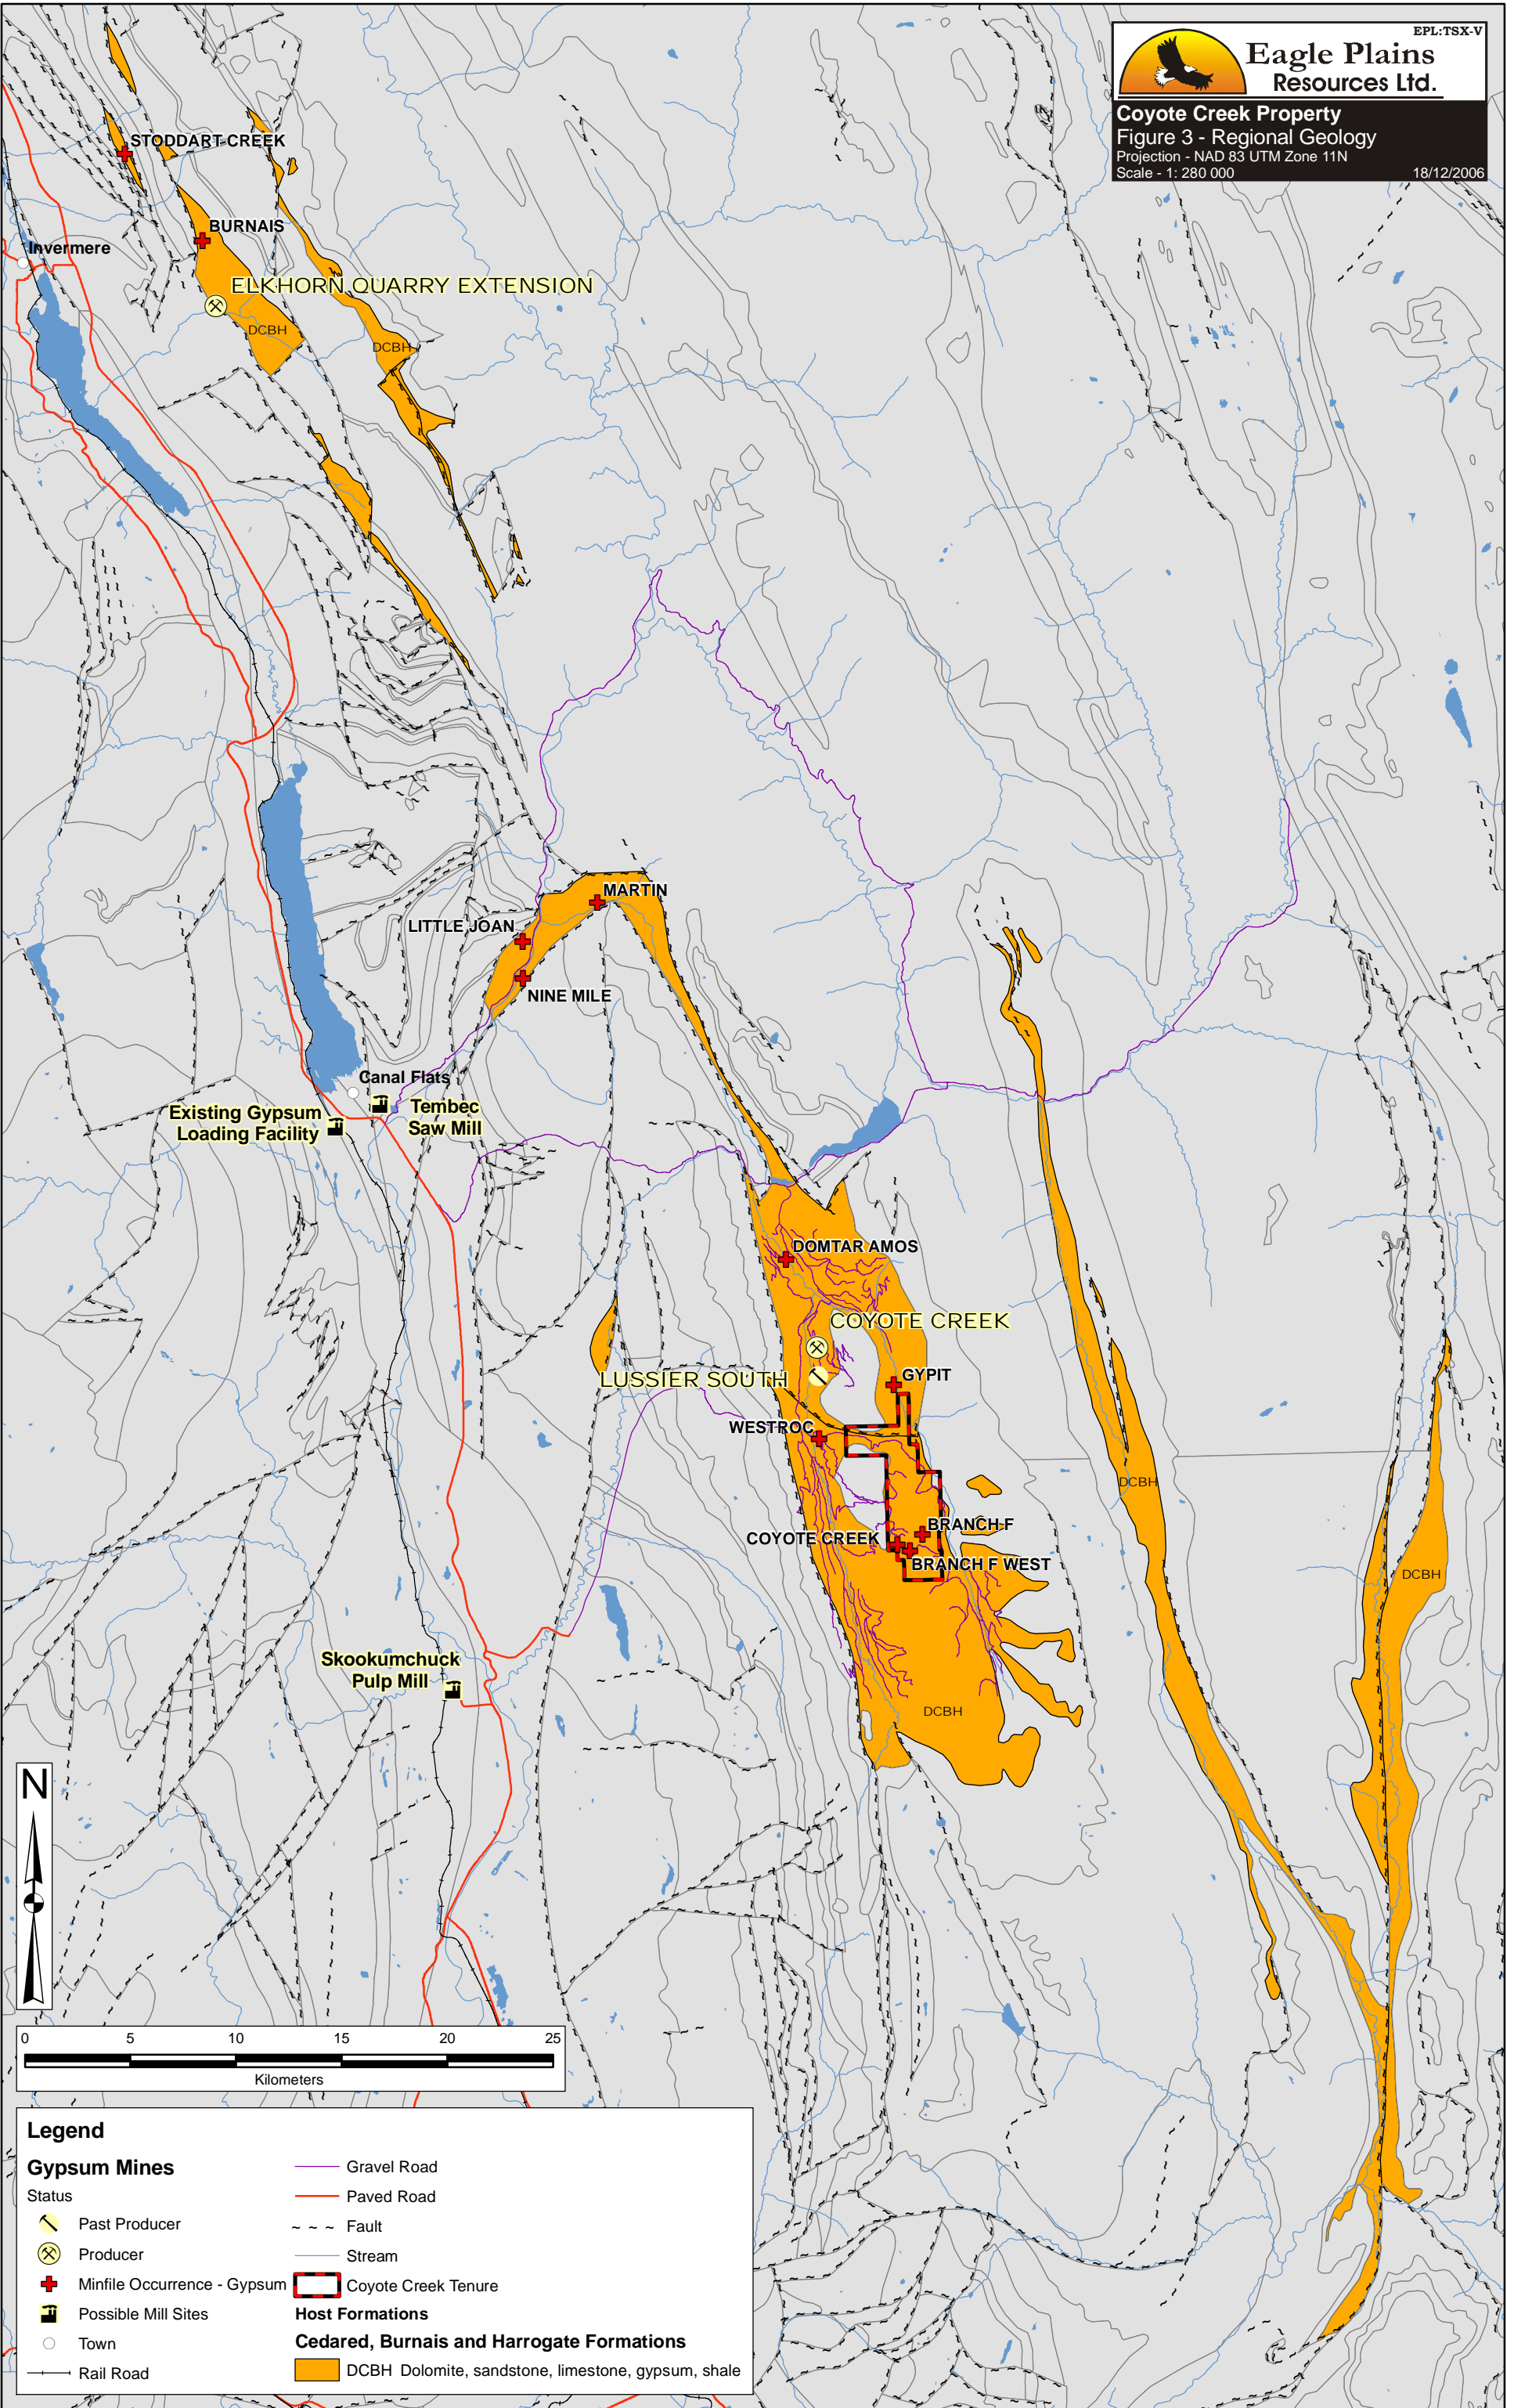 EPL:TSX-V
Eagle Plains
Resources Ltd.
Coyote Creek Property
Figure 3 - Regional Geology
Projection - NAD 83 UTM Zone 11N
Scale - 1: 280 000
18/12/2006
STODDART CREEK
BURNAIS
Invermere
ELKHORN QUARRY EXTENSION
DCBH
DCBH
MARTIN
LITTLE JOAN
NINE MILE
Canal Flats
Existing Gypsum
Loading Facility
Tembec
Saw Mill
DOMTAR AMOS
COYOTE CREEK
GYPIT
LUSSIER SOUTH
WESTROC
DCBH
BRANCH F
COYOTE CREEK
BRANCH F WEST
DCBH
Skookumchuck
Pulp Mill
DCBH
N
0 5 10 15 20 25
Kilometers
Legend
Gypsum Mines
Status
Past Producer
Producer
Minfile Occurrence - Gypsum
Possible Mill Sites
Town
Rail Road
Gravel Road
Paved Road
Fault
Stream
Coyote Creek Tenure
Host Formations
Cedared, Burnais and Harrogate Formations
DCBH Dolomite, sandstone, limestone, gypsum, shale